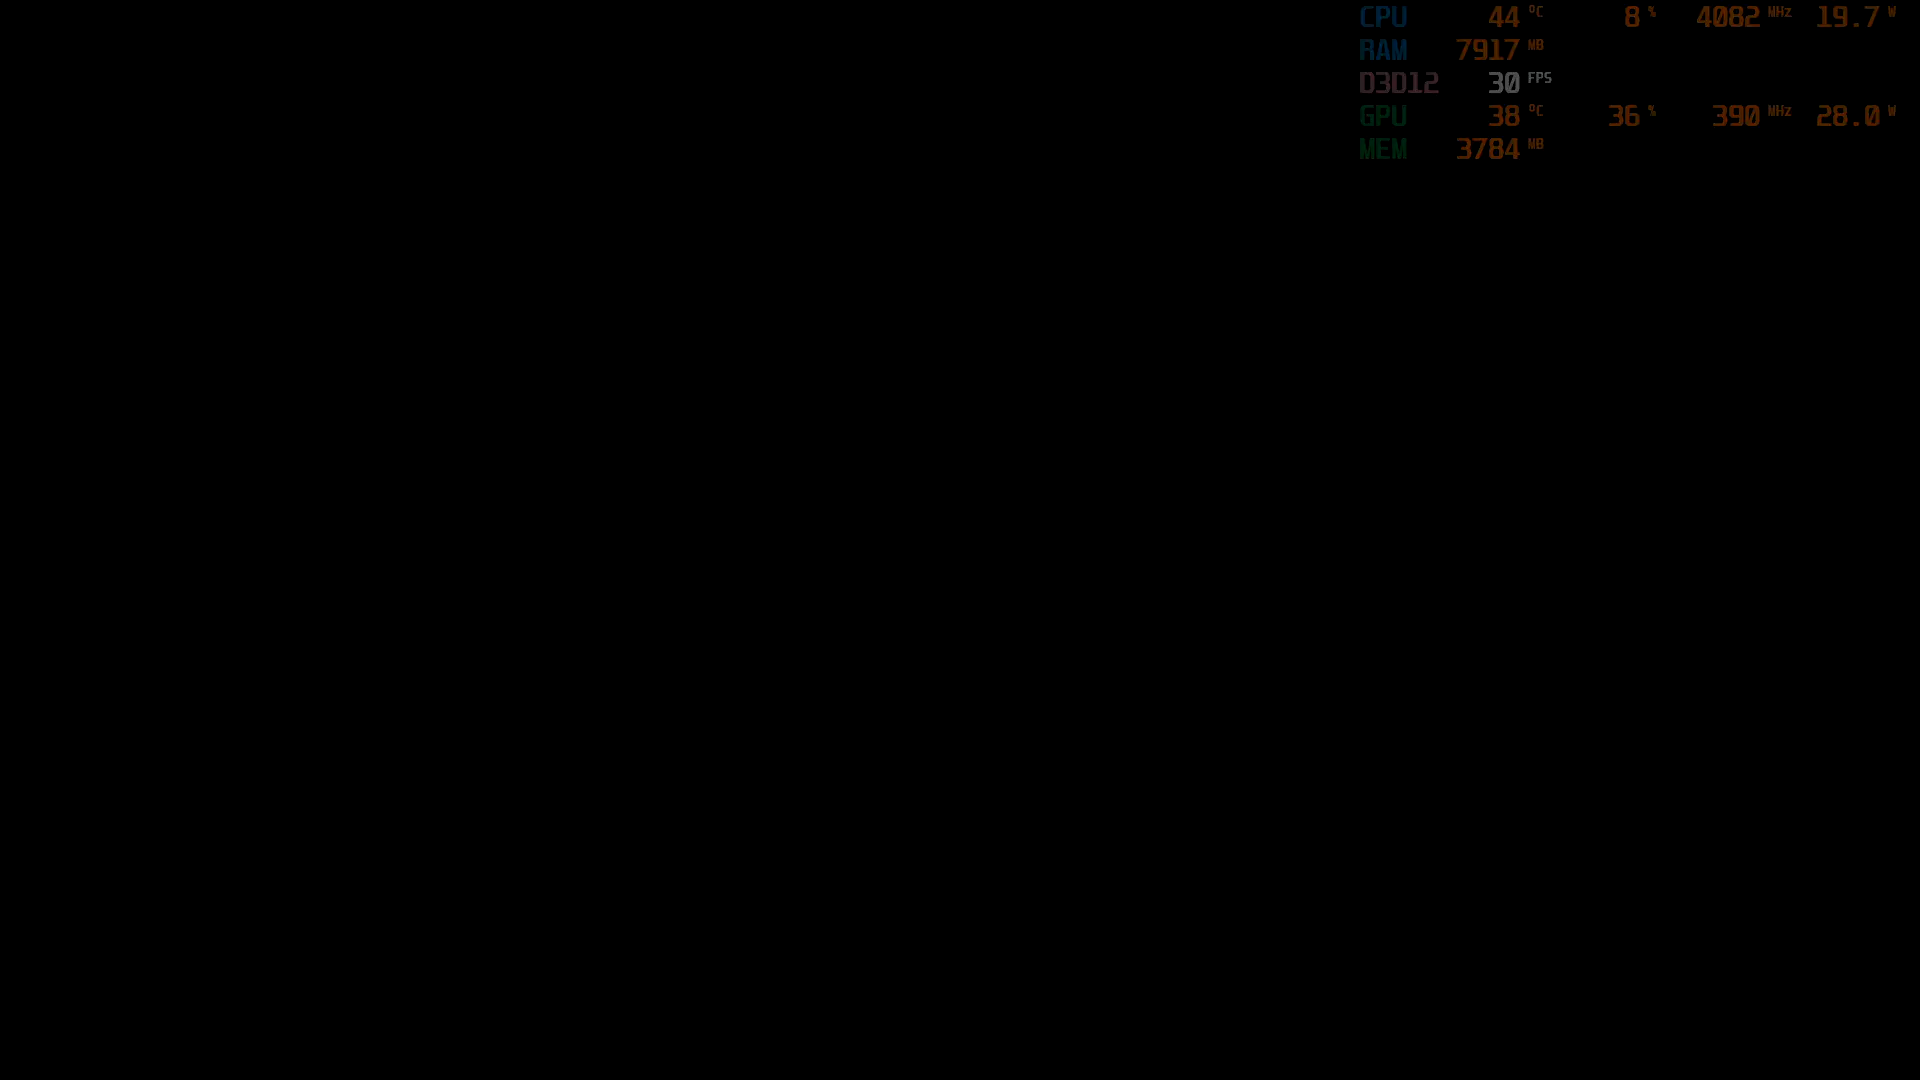 CPU 44 °C 8 % 4082 MHz 19.7 W
RAM 7917 MB
D3D12 30 FPS
GPU 38 °C 36 % 390 MHz 28.0 W
MEM 3784 MB